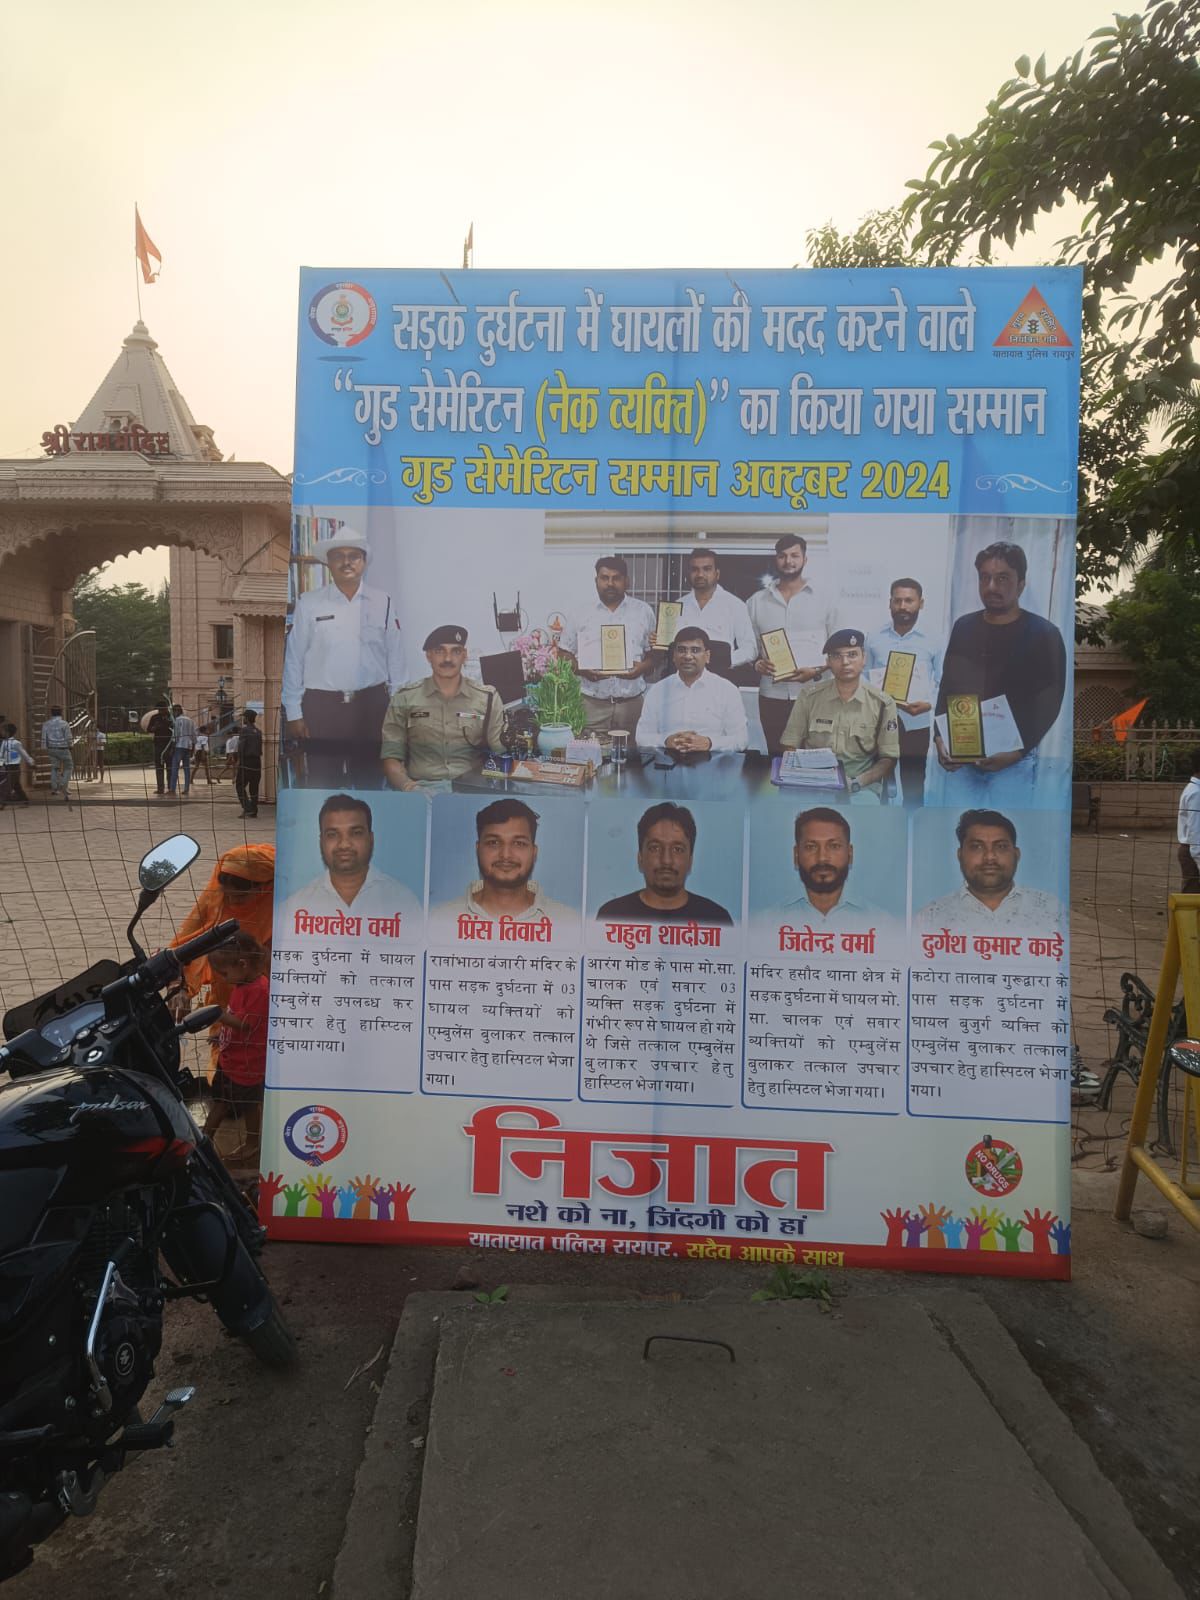 श्री राम मंदिर
सड़क दुर्घटना में घायलों की मदद करने वाले
“गुड सेमेरिटन (नेक व्यक्ति)” का किया गया सम्मान
गुड सेमेरिटन सम्मान अक्टूबर 2024
नियंत्रित गति
यातायात पुलिस रायपुर
मिथलेश वर्मा
सड़क दुर्घटना में घायल
व्यक्तियों को तत्काल
एम्बुलेंस उपलब्ध कर
उपचार हेतु हास्पिटल
पहुंचाया गया।
प्रिंस तिवारी
रावांभाठा बंजारी मंदिर के
पास सड़क दुर्घटना में 03
घायल व्यक्तियों को
एम्बुलेंस बुलाकर तत्काल
उपचार हेतु हास्पिटल भेजा
गया।
राहुल शादीजा
आरंग मोड के पास मो.सा.
चालक एवं सवार 03
व्यक्ति सड़क दुर्घटना में
गंभीर रूप से घायल हो गये
थे जिसे तत्काल एम्बुलेंस
बुलाकर उपचार हेतु
हास्पिटल भेजा गया।
जितेन्द्र वर्मा
मंदिर हसौद थाना क्षेत्र में
सड़क दुर्घटना में घायल मो.
सा. चालक एवं सवार
व्यक्तियों को एम्बुलेंस
बुलाकर तत्काल उपचार
हेतु हास्पिटल भेजा गया।
दुर्गेश कुमार काड़े
कटोरा तालाब गुरूद्वारा के
पास सड़क दुर्घटना में
घायल बुजुर्ग व्यक्ति को
एम्बुलेंस बुलाकर तत्काल
उपचार हेतु हास्पिटल भेजा
गया।
निजात
नशे को ना, जिंदगी को हां
यातायात पुलिस रायपुर, सदैव आपके साथ
NO DRUGS
pulsar